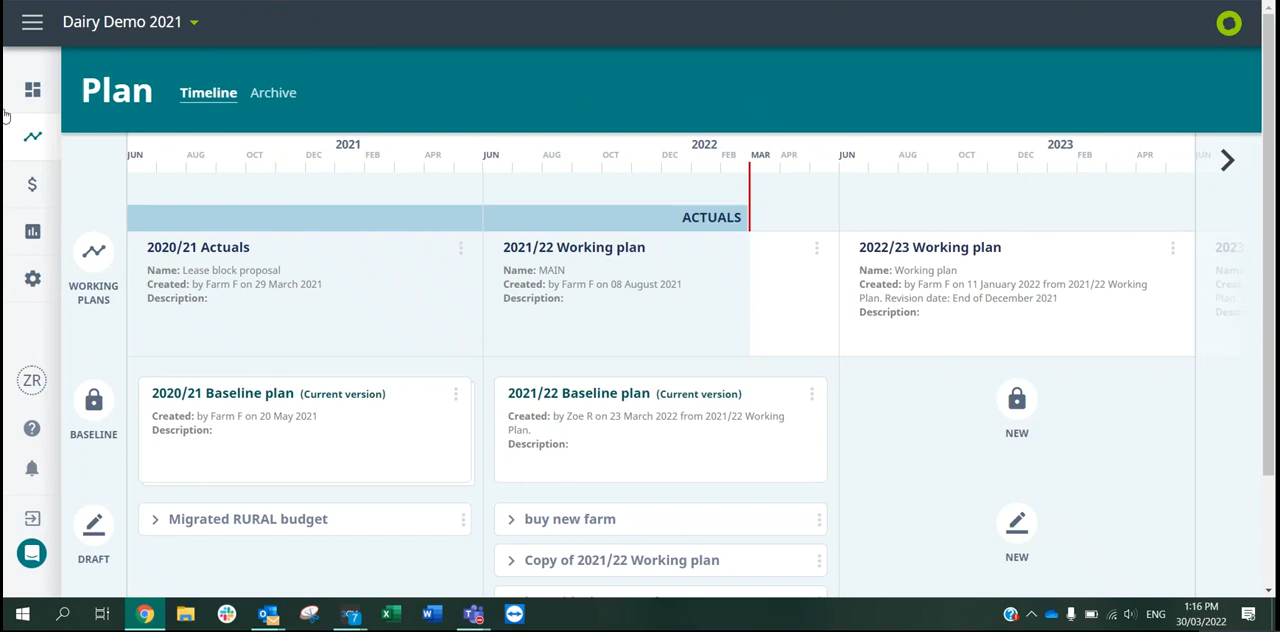 Dairy Demo 2021
Plan
Timeline
Archive
2021
2022
2023
JUN AUG OCT DEC FEB APR JUN AUG OCT DEC FEB MAR APR JUN AUG OCT DEC FEB APR JUN
ACTUALS
WORKING
PLANS
2020/21 Actuals
Name: Lease block proposal
Created: by Farm F on 29 March 2021
Description:
2021/22 Working plan
Name: MAIN
Created: by Farm F on 08 August 2021
Description:
2022/23 Working plan
Name: Working plan
Created: by Farm F on 11 January 2022 from 2021/22 Working
Plan. Revision date: End of December 2021
Description:
2023
Name
Creat
Plan
Descr
BASELINE
2020/21 Baseline plan (Current version)
Created: by Farm F on 20 May 2021
Description:
2021/22 Baseline plan (Current version)
Created: by Zoe R on 23 March 2022 from 2021/22 Working
Plan.
Description:
NEW
ZR
DRAFT
Migrated RURAL budget
buy new farm
Copy of 2021/22 Working plan
NEW
ENG
1:16 PM
30/03/2022